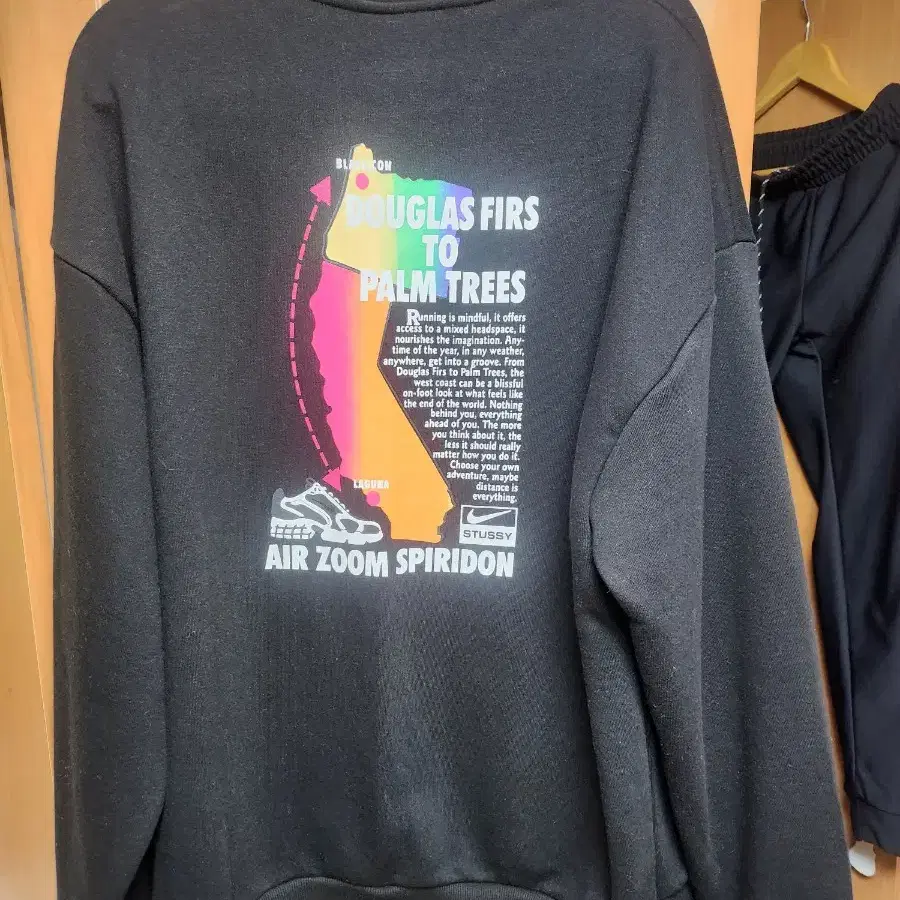 DOUGLAS FIRS
TO
PALM TREES
Running is mindful, it offers
access to a mixed headspace, it
nourishes the imagination. Any-
time of the year, in any weather,
anywhere, get into a groove. From
Douglas Firs to Palm Trees, the
west coast can be a blissful
on-foot look at what feels like
the end of the world. Nothing
behind you, everything
ahead of you. The more
you think about it, the
less it should really
matter how you do it.
Choose your own
adventure, maybe
distance is
everything.
LAGUNA
STUSSY
AIR ZOOM SPIRIDON